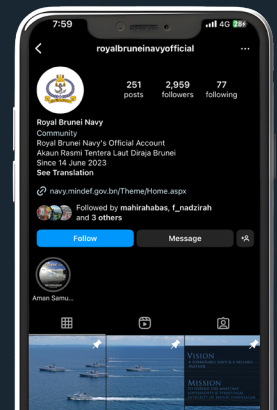 7:59
4G 28
royalbruneinavyofficial
251 2,959 77
posts followers following
Royal Brunei Navy
Community
Royal Brunei Navy's Official Account
Akaun Rasmi Tentera Laut Diraja Brunei
Since 14 June 2023
See Translation
navy.mindef.gov.bn/Theme/Home.aspx
Followed by mahirahabas, f_nadzirah
and 3 others
Follow Message
Aman Samu...
VISION
MISSION